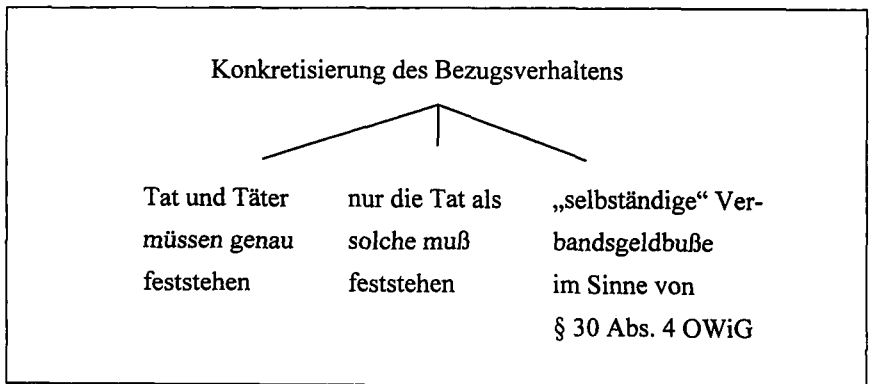 Konkretisierung des Bezugsverhaltens
Tat und Täter
müssen genau
feststehen
nur die Tat als
solche muß
feststehen
„selbständige“ Ver-
bandsgeldbuße
im Sinne von
§ 30 Abs. 4 OWiG